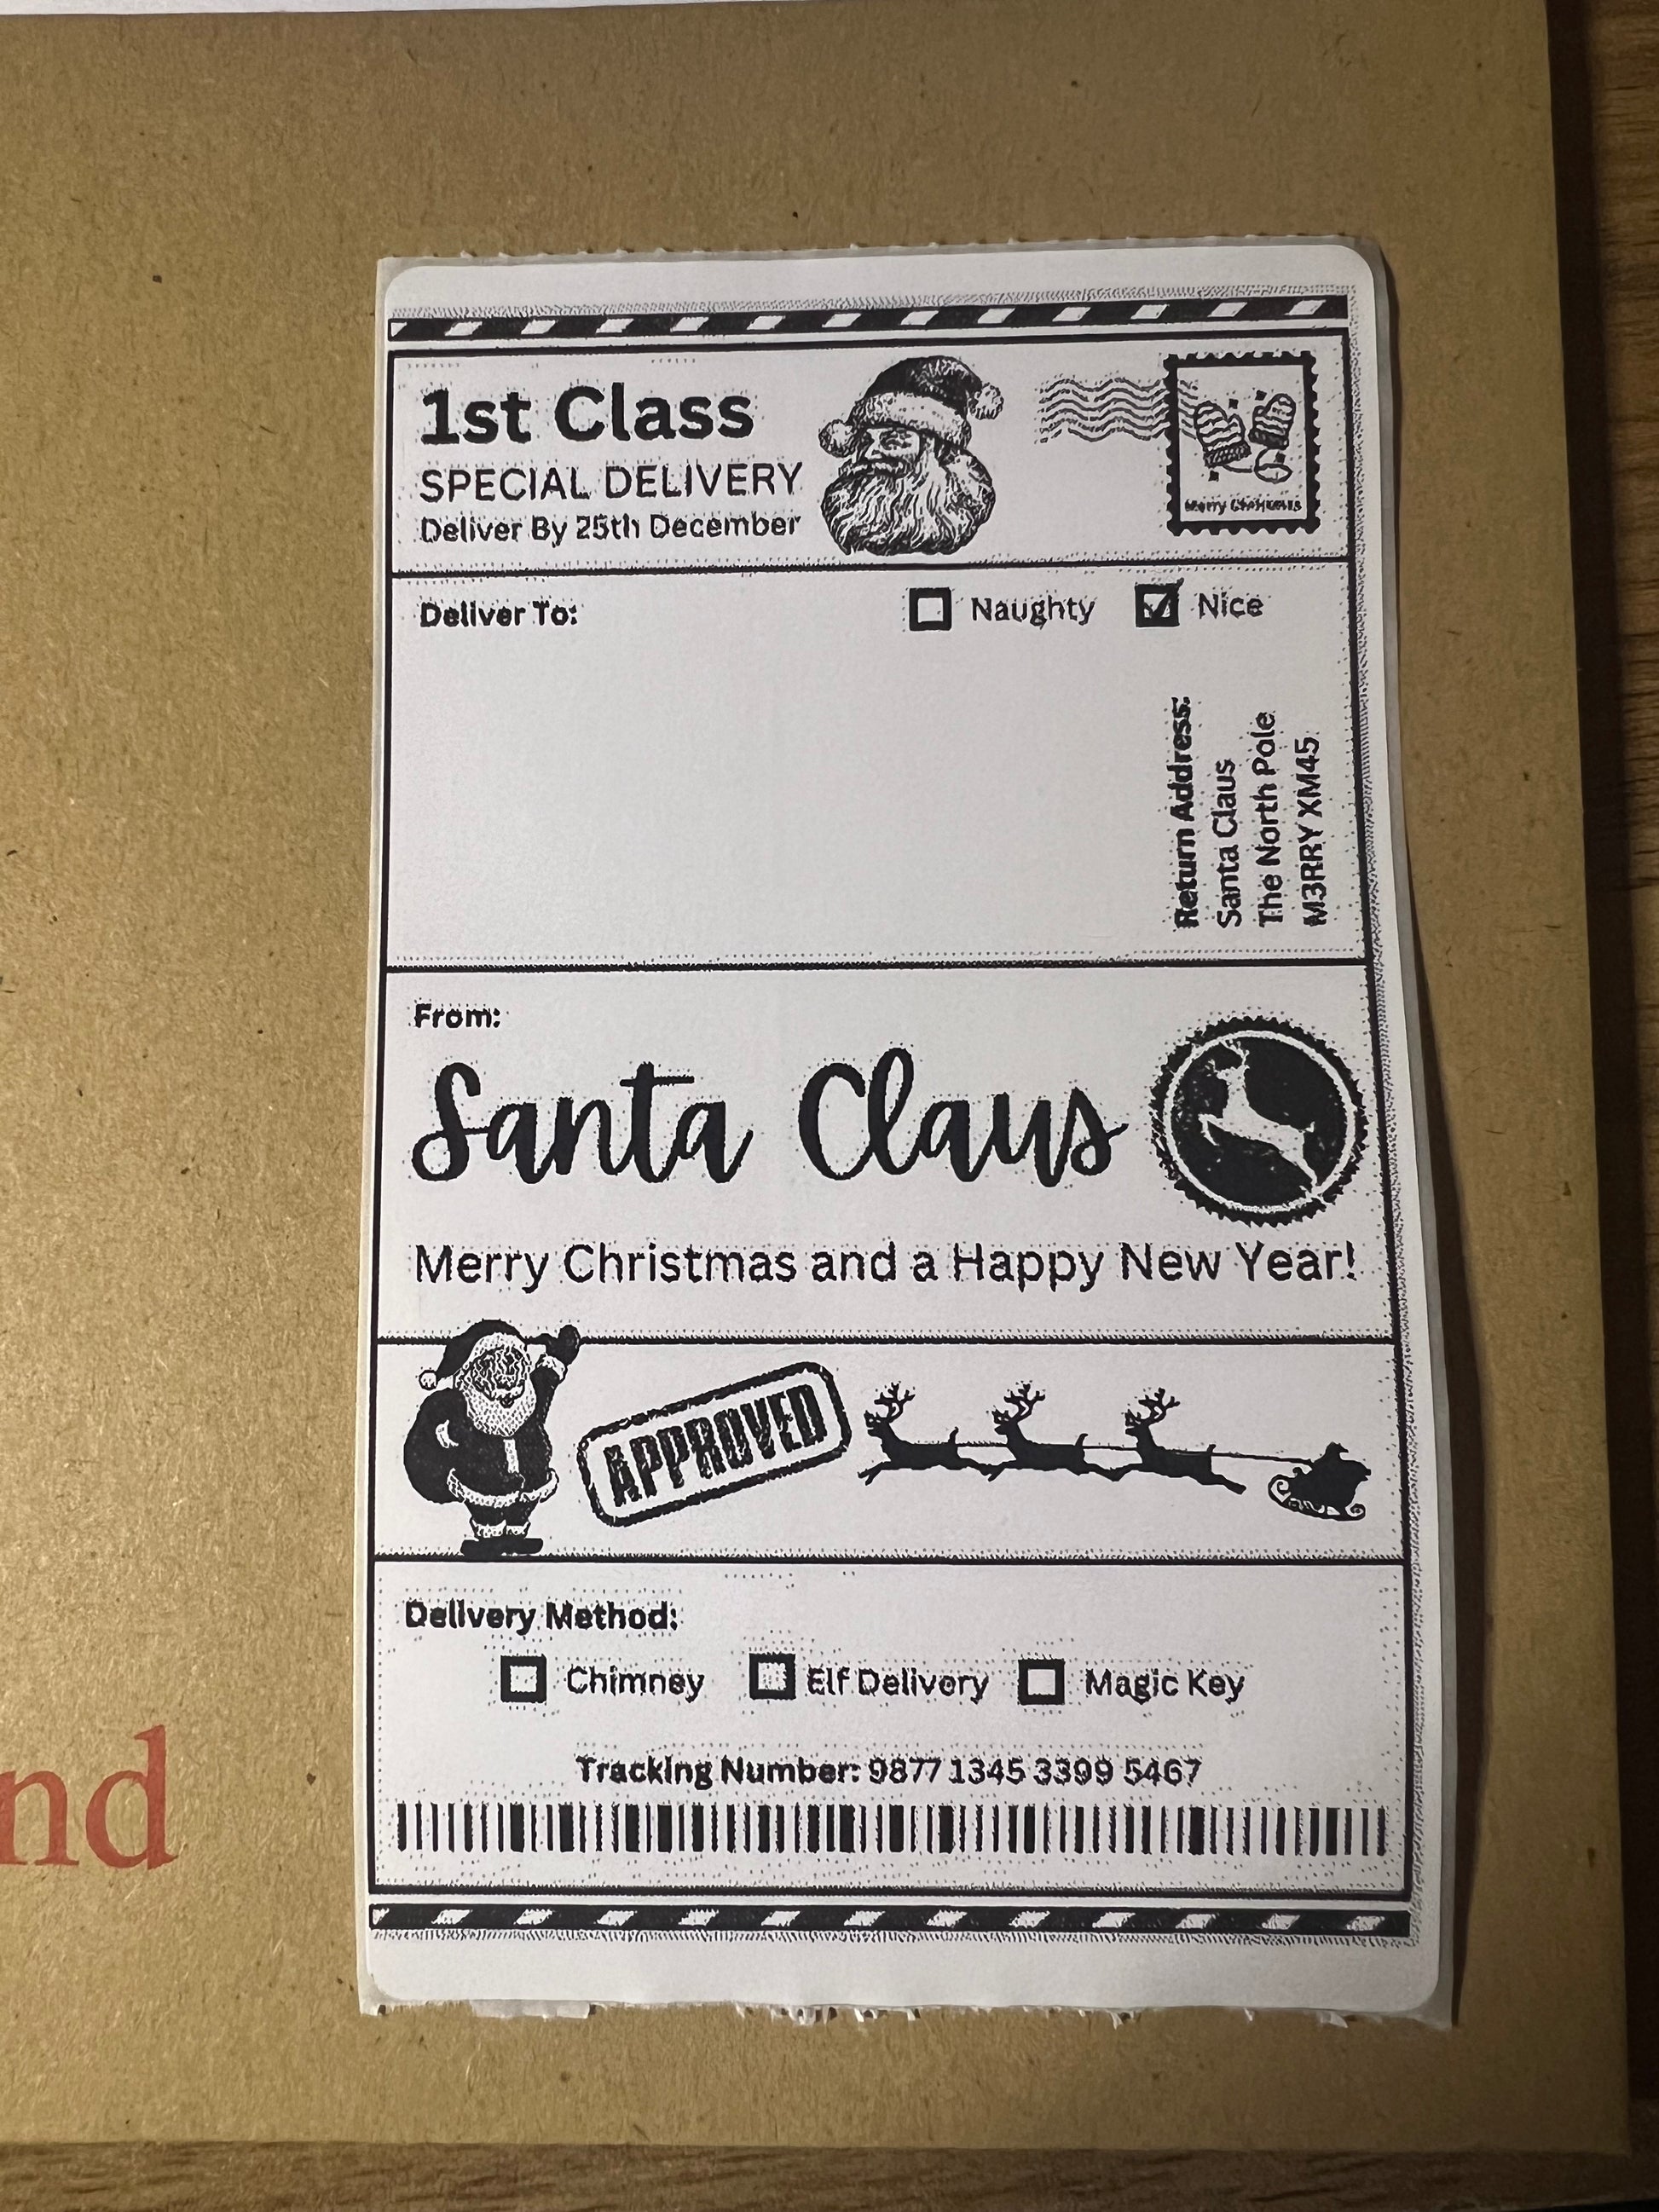 1st Class
SPECIAL DELIVERY
Deliver By 25th December
Merry Christmas
Deliver To:
Naughty Nice
Return Address:
Santa Claus
The North Pole
M3RRY XM45
From:
Santa Claus
Merry Christmas and a Happy New Year!
APPROVED
Delivery Method:
Chimney Elf Delivery Magic Key
Tracking Number: 9877 1345 3399 5467
nd